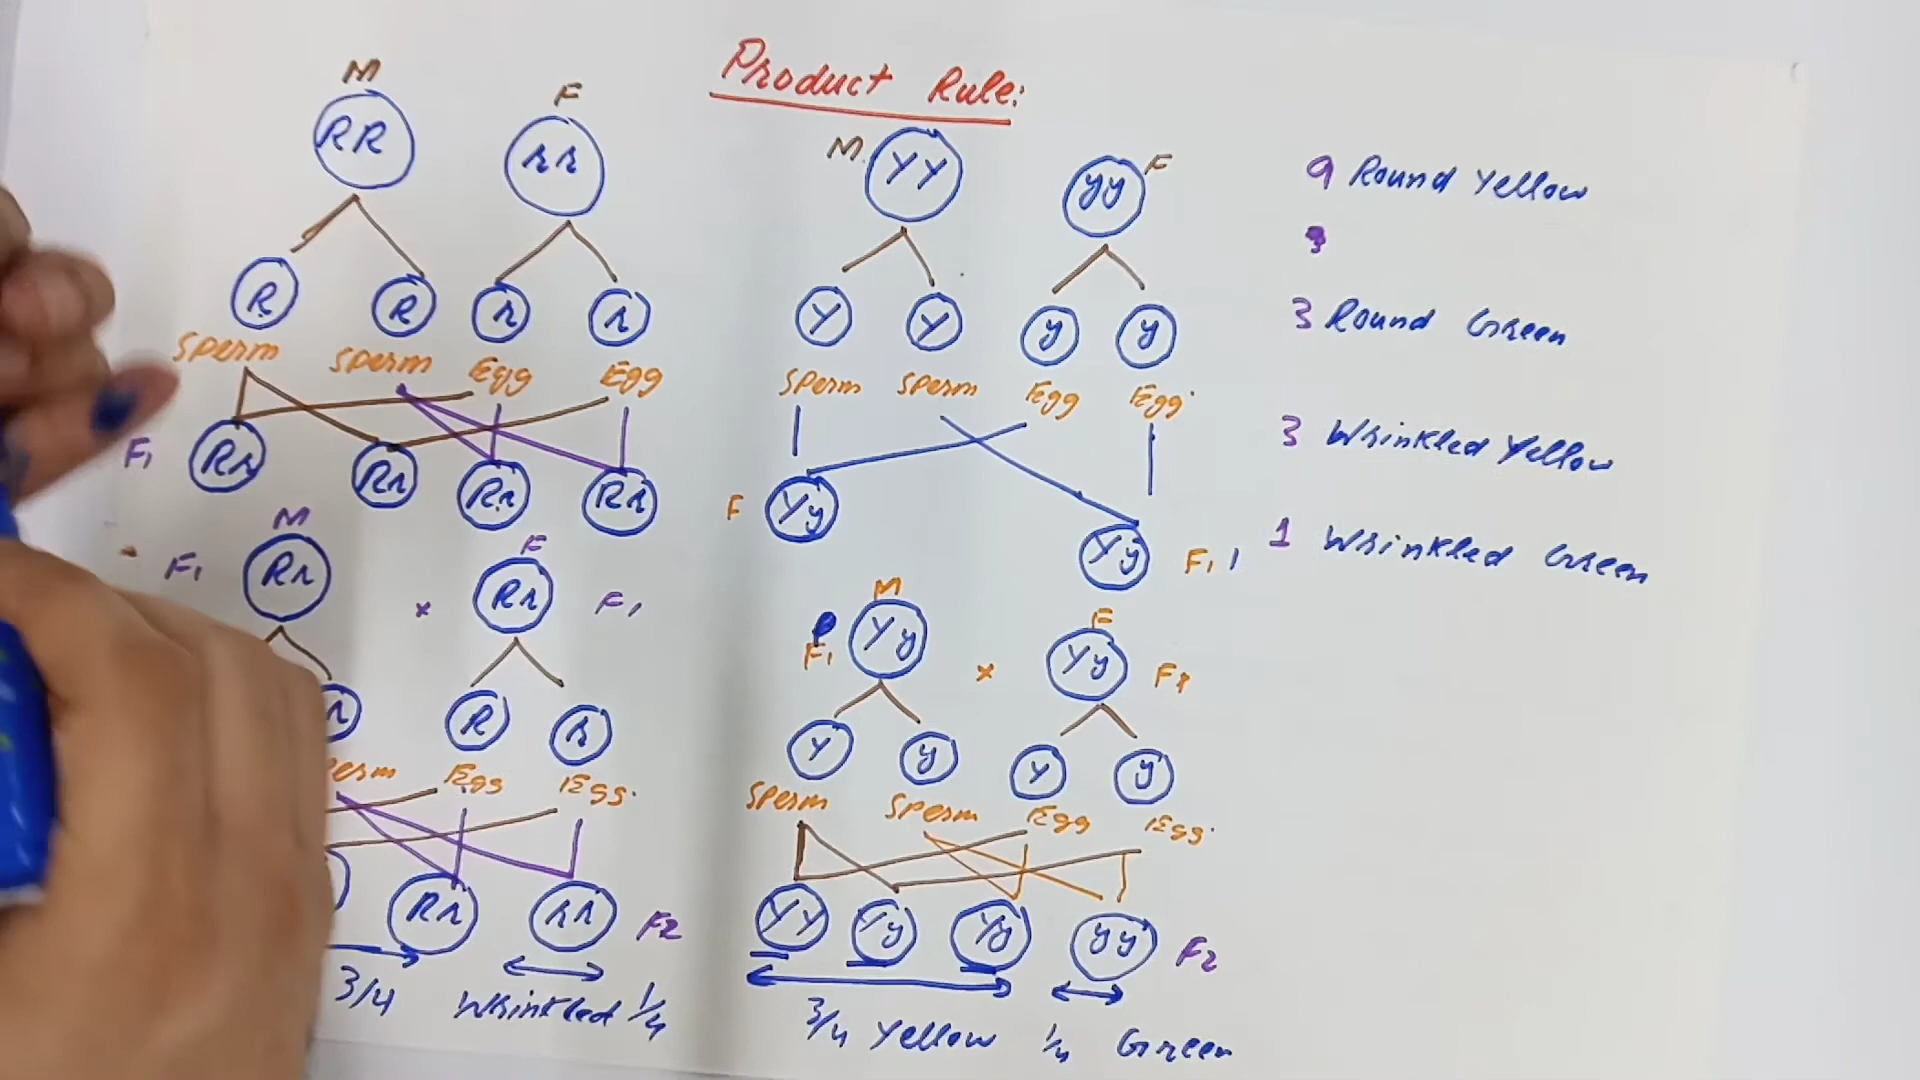 Product Rule:
M
F
RR
rr
R
R
r
r
Sperm
Sperm
Egg
Egg
F1
Rr
Rr
Rr
Rr
M
F
F1
Rr
x
Rr
F1
r
R
r
Egg
Egg.
Rr
rr
F2
3/4
Wrinkled 1/4
M.
F
YY
yy
Y
Y
y
y
Sperm
Sperm
Egg
Egg.
F
Yy
Yy
F1 1
M
F
F1
Yy
x
Yy
F1
Y
y
Y
y
Sperm
Sperm
Egg
Egg.
YY
Yy
Yy
yy
F2
3/4 Yellow
1/4 Green
9 Round Yellow
3 Round Green
3 Wrinkled Yellow
1 Wrinkled Green